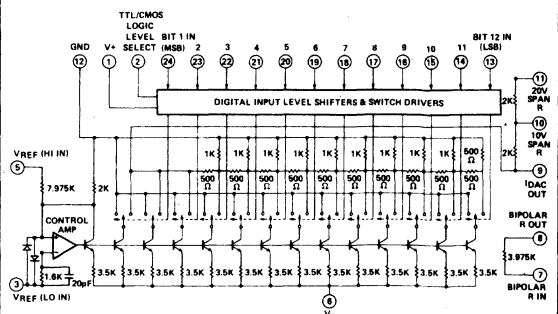 TTL/CMOS
LOGIC
LEVEL
SELECT
GND
V+
BIT 1 IN
(MSB)
2
3
4
5
6
7
8
9
10
11
BIT 12 IN
(LSB)
12
1
2
24
23
22
21
20
19
18
17
16
15
14
13
DIGITAL INPUT LEVEL SHIFTERS & SWITCH DRIVERS
2K
11
20V
SPAN
R
10
10V
SPAN
R
2K
9
IDAC
OUT
1K 1K 1K 1K 1K 1K 1K 1K
500
Ω
500 500 500 500 500 500 500 500
Ω Ω Ω Ω Ω Ω Ω Ω
5
VREF (HI IN)
7.975K
2K
CONTROL
AMP
1.6K
20pF
3
VREF (LO IN)
3.5K 3.5K 3.5K 3.5K 3.5K 3.5K 3.5K 3.5K 3.5K 3.5K 3.5K 3.5K 3.5K
6
BIPOLAR
R OUT
8
3.975K
7
BIPOLAR
R IN